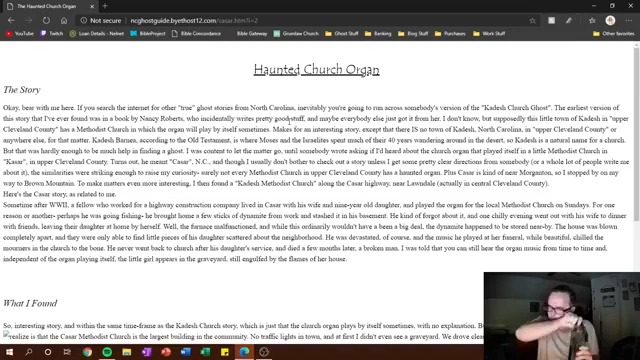 The Haunted Church Organ
Not secure | ncghostguide.byethost12.com/casar.htm?i=2
YouTube Twitter Loan Details - Nelnet BibleProject Who Concordant Bible Gateway Grumlaw Church Ghost Stuff Research Other favorites
Haunted Church Organ
The Story
Okay, bear with me here. If you search the internet for other "true" ghost stories from North Carolina, inevitably you're going to run across somebody's version of the "Kadesh Church Ghost". The earliest version of
this story that I've ever found was in a book by Nancy Roberts, who incidentally writes pretty good stuff, and maybe everybody else just got it from her. I don't know, but supposedly this little town of Kadesh in "upper
Cleveland County has a Methodist Church in which the organ will play by itself sometimes. Makes for an interesting story, except that there IS no town of Kadesh, North Carolina, in "upper Cleveland County" or
anywhere else, for that matter. Kadesh Barnea, according to the Old Testament, is where Moses and the Israelites spent much of their 40 years wandering around in the desert, so Kadesh is a natural name for a church.
But that was hardly enough to be much help in finding a ghost. I was content to let the matter go, until somebody wrote asking if I'd heard about the church organ that played itself in a little Methodist Church in
"Kasar", in upper Cleveland County. Turns out, he meant Casar, N.C., and though I usually don't bother to check out a story unless I get some pretty clear directions from somebody (or a whole lot of people write me
about it), the similarities were striking enough to raise my curiosity- surely not every Methodist Church in upper Cleveland County has a haunted organ. Plus Casar is kind of near Morganton, so I stopped by on my
way to Brown Mountain. To make matters even more interesting, I then found a "Kadesh Methodist Church" along the Casar highway, near Lawndale (actually in central Cleveland County).
Here's the Casar story, as related to me.
Sometime after WWII, a fellow who worked for a highway construction company lived in Casar with his wife and nine-year old daughter, and played the organ for the local Methodist Church on Sundays. For one
reason or another- perhaps he was going fishing- he brought home a few sticks of dynamite from work and stashed it in his basement. He kind of forgot about it, and one chilly evening went out with his wife to dinner
with friends, leaving their daughter at home by herself. Well, the furnace malfunctioned, and while this ordinarily wouldn't have been a big deal, the dynamite happened to be stored near-by. The house was blown
completely apart, and they were only able to find little pieces of his daughter scattered about the neighborhood. He was devastated, of course, and the music he played at her funeral, while beautiful, chilled the
mourners in the church to the bone. He never went back to church after his daughter's service, and died a few months later, a broken man. I was told that you can still hear the organ music from time to time and,
independent of the organ playing itself, the little girl appears in the graveyard, still engulfed by the flames of her house.
What I Found
So, interesting story, and within the same time-frame as the Kadesh Church story, which is just that the church organ plays by itself sometimes, with no explanation. But
realize is that the Casar Methodist Church is the largest building in the community. No traffic lights in town, and at first I didn't even see a graveyard. We drove clear